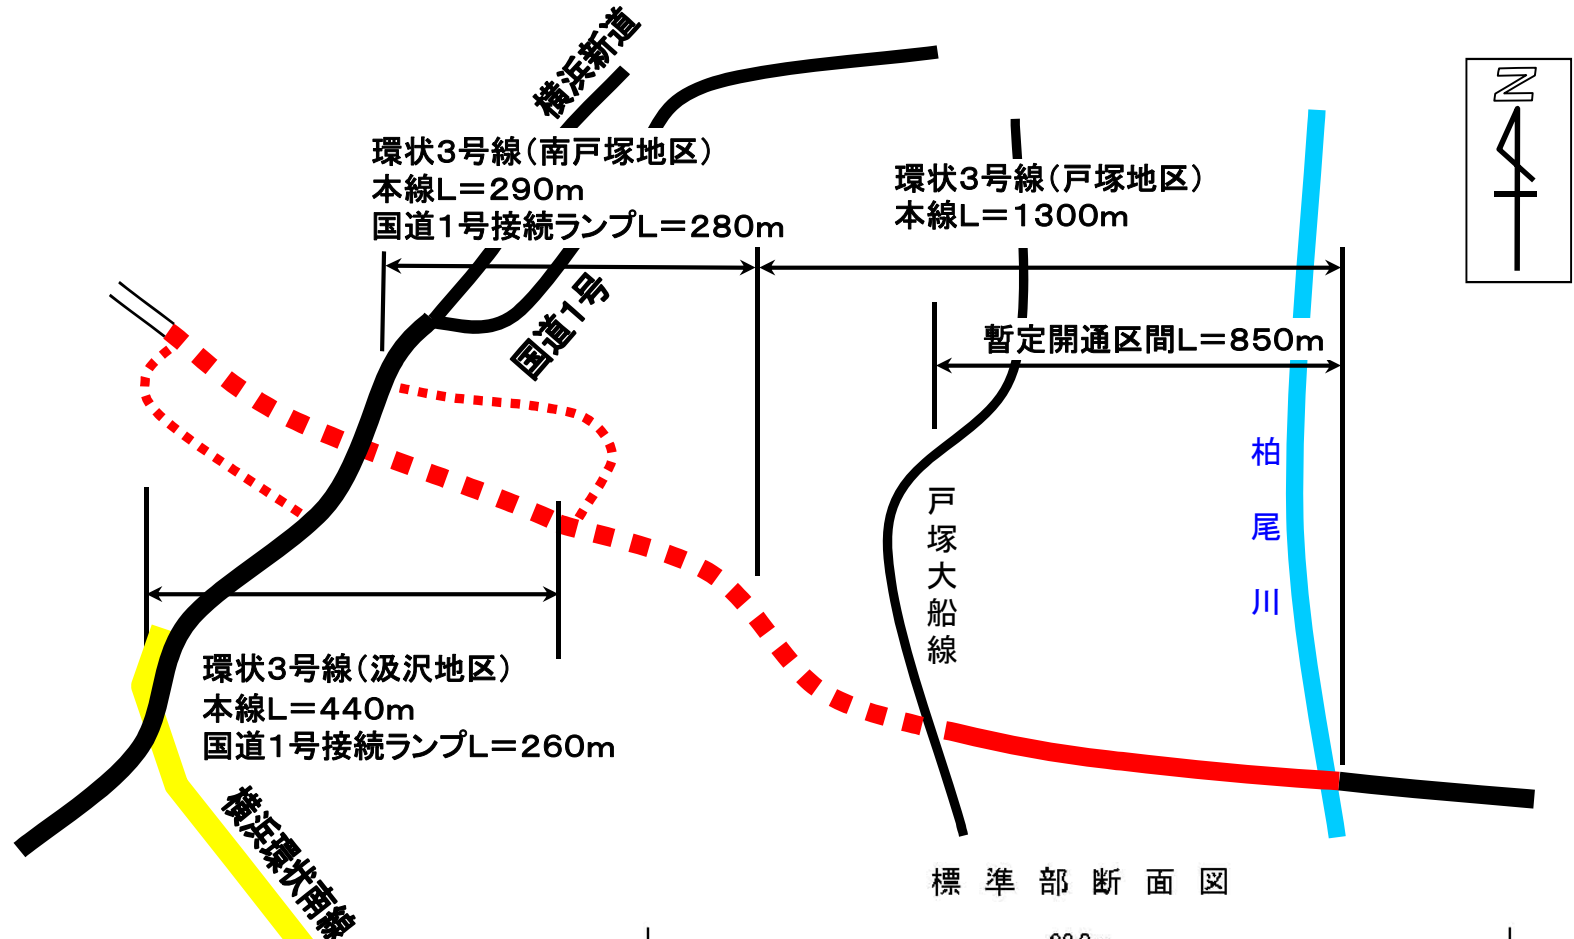 横浜新道
環状3号線(南戸塚地区)
本線L=290m
国道1号接続ランプL=280m
環状3号線(戸塚地区)
本線L=1300m
N
国道1号
暫定開通区間L=850m
柏尾川
戸塚大船線
環状3号線(汲沢地区)
本線L=440m
国道1号接続ランプL=260m
横浜環状南線
標準部断面図